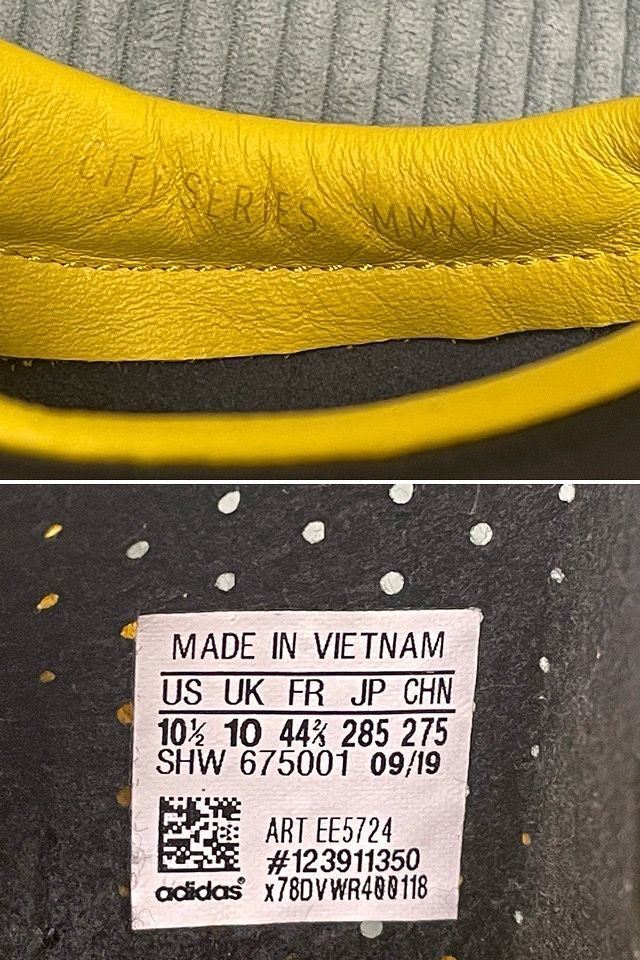 CITY SERIES MMXIX
MADE IN VIETNAM
US UK FR JP CHN
10½ 10 44⅔ 285 275
SHW 675001 09/19
ART EE5724
#123911350
adidas® x78DVWR400118